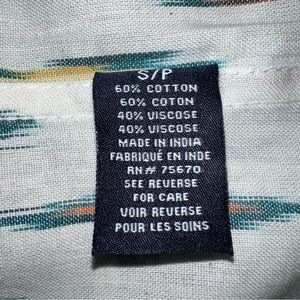 S/P
60% COTTON
60% COTON
40% VISCOSE
40% VISCOSE
MADE IN INDIA
FABRIQUÉ EN INDE
RN# 75670
SEE REVERSE
FOR CARE
VOIR REVERSE
POUR LES SOINS